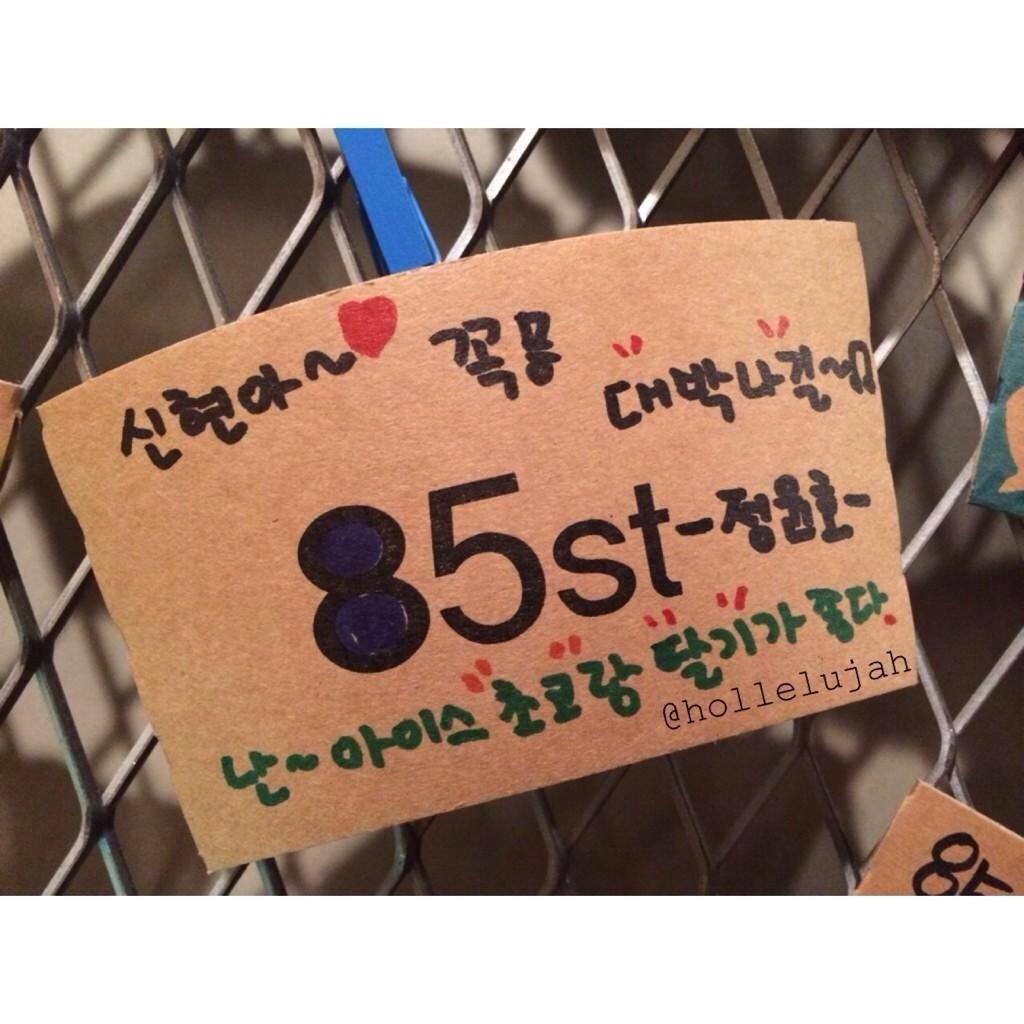 신현아~♥ 꼭 대박나길~
85st -정윤호-
난~ 아이스 초코랑 딸기가 좋다.
@hollelujah
85